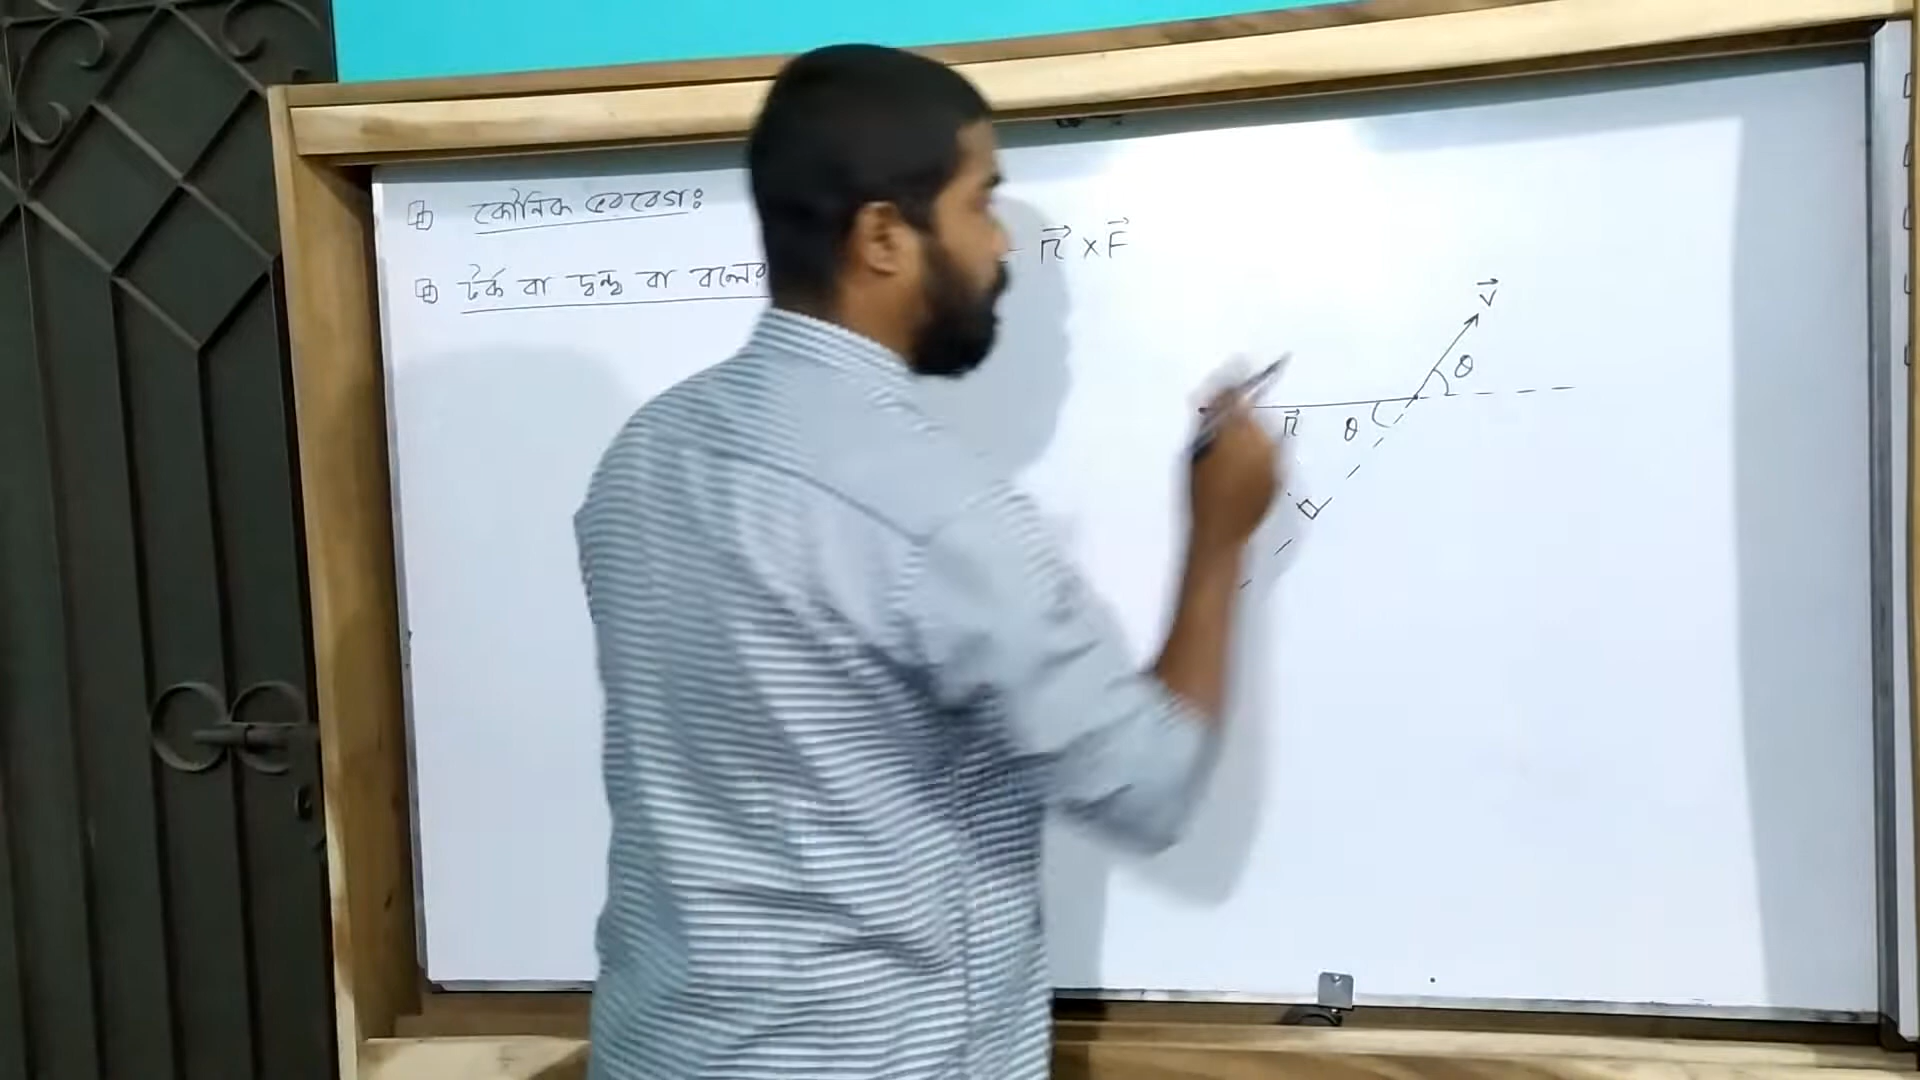 কৌনিক ভরবেগঃ
r⃗ × F⃗
টর্ক বা দ্বন্দ্ব বা বলের
v⃗
θ
r⃗ θ